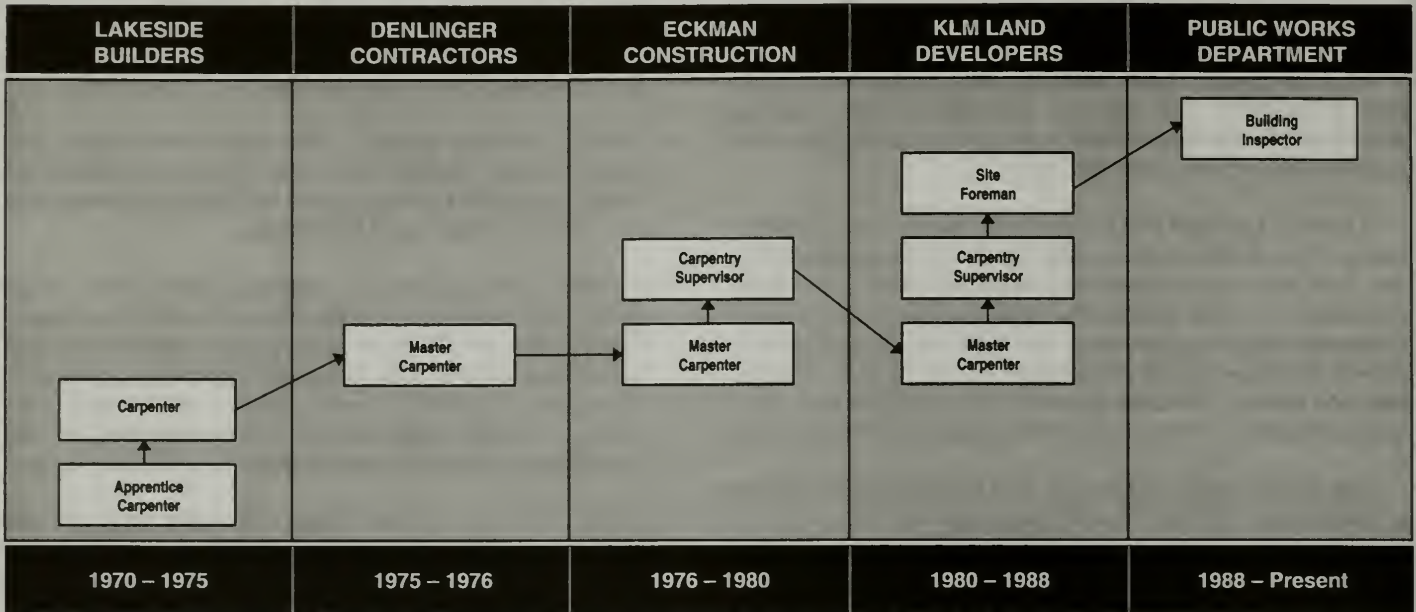 LAKESIDE
BUILDERS
DENLINGER
CONTRACTORS
ECKMAN
CONSTRUCTION
KLM LAND
DEVELOPERS
PUBLIC WORKS
DEPARTMENT
Building
Inspector
Site
Foreman
Carpentry
Supervisor
Carpentry
Supervisor
Master
Carpenter
Master
Carpenter
Master
Carpenter
Carpenter
Apprentice
Carpenter
1970 – 1975
1975 – 1976
1976 – 1980
1980 – 1988
1988 – Present